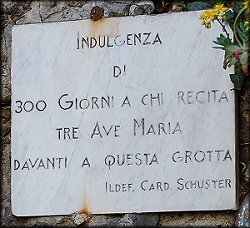 INDULGENZA
DI
300 GIORNI A CHI RECITA
TRE AVE MARIA
DAVANTI A QUESTA GROTTA
ILDEF. CARD. SCHUSTER